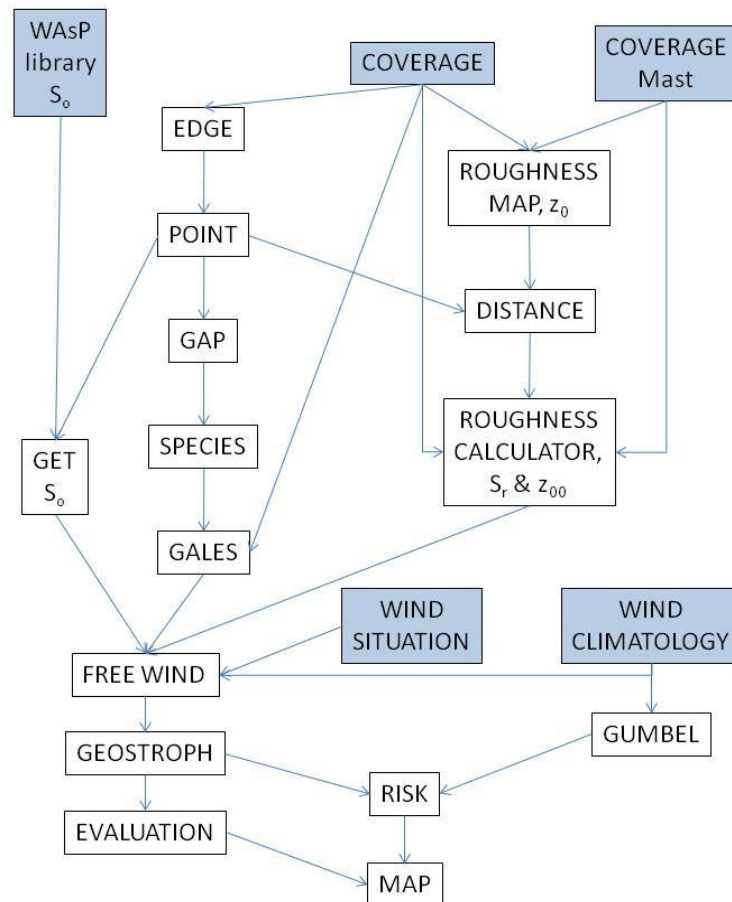 WAsP
library
Sₒ
COVERAGE
COVERAGE
Mast
EDGE
ROUGHNESS
MAP, z₀
POINT
DISTANCE
GAP
ROUGHNESS
CALCULATOR,
Sᵣ & z₀₀
SPECIES
GET
Sₒ
GALES
WIND
SITUATION
WIND
CLIMATOLOGY
FREE WIND
GUMBEL
GEOSTROPH
RISK
EVALUATION
MAP